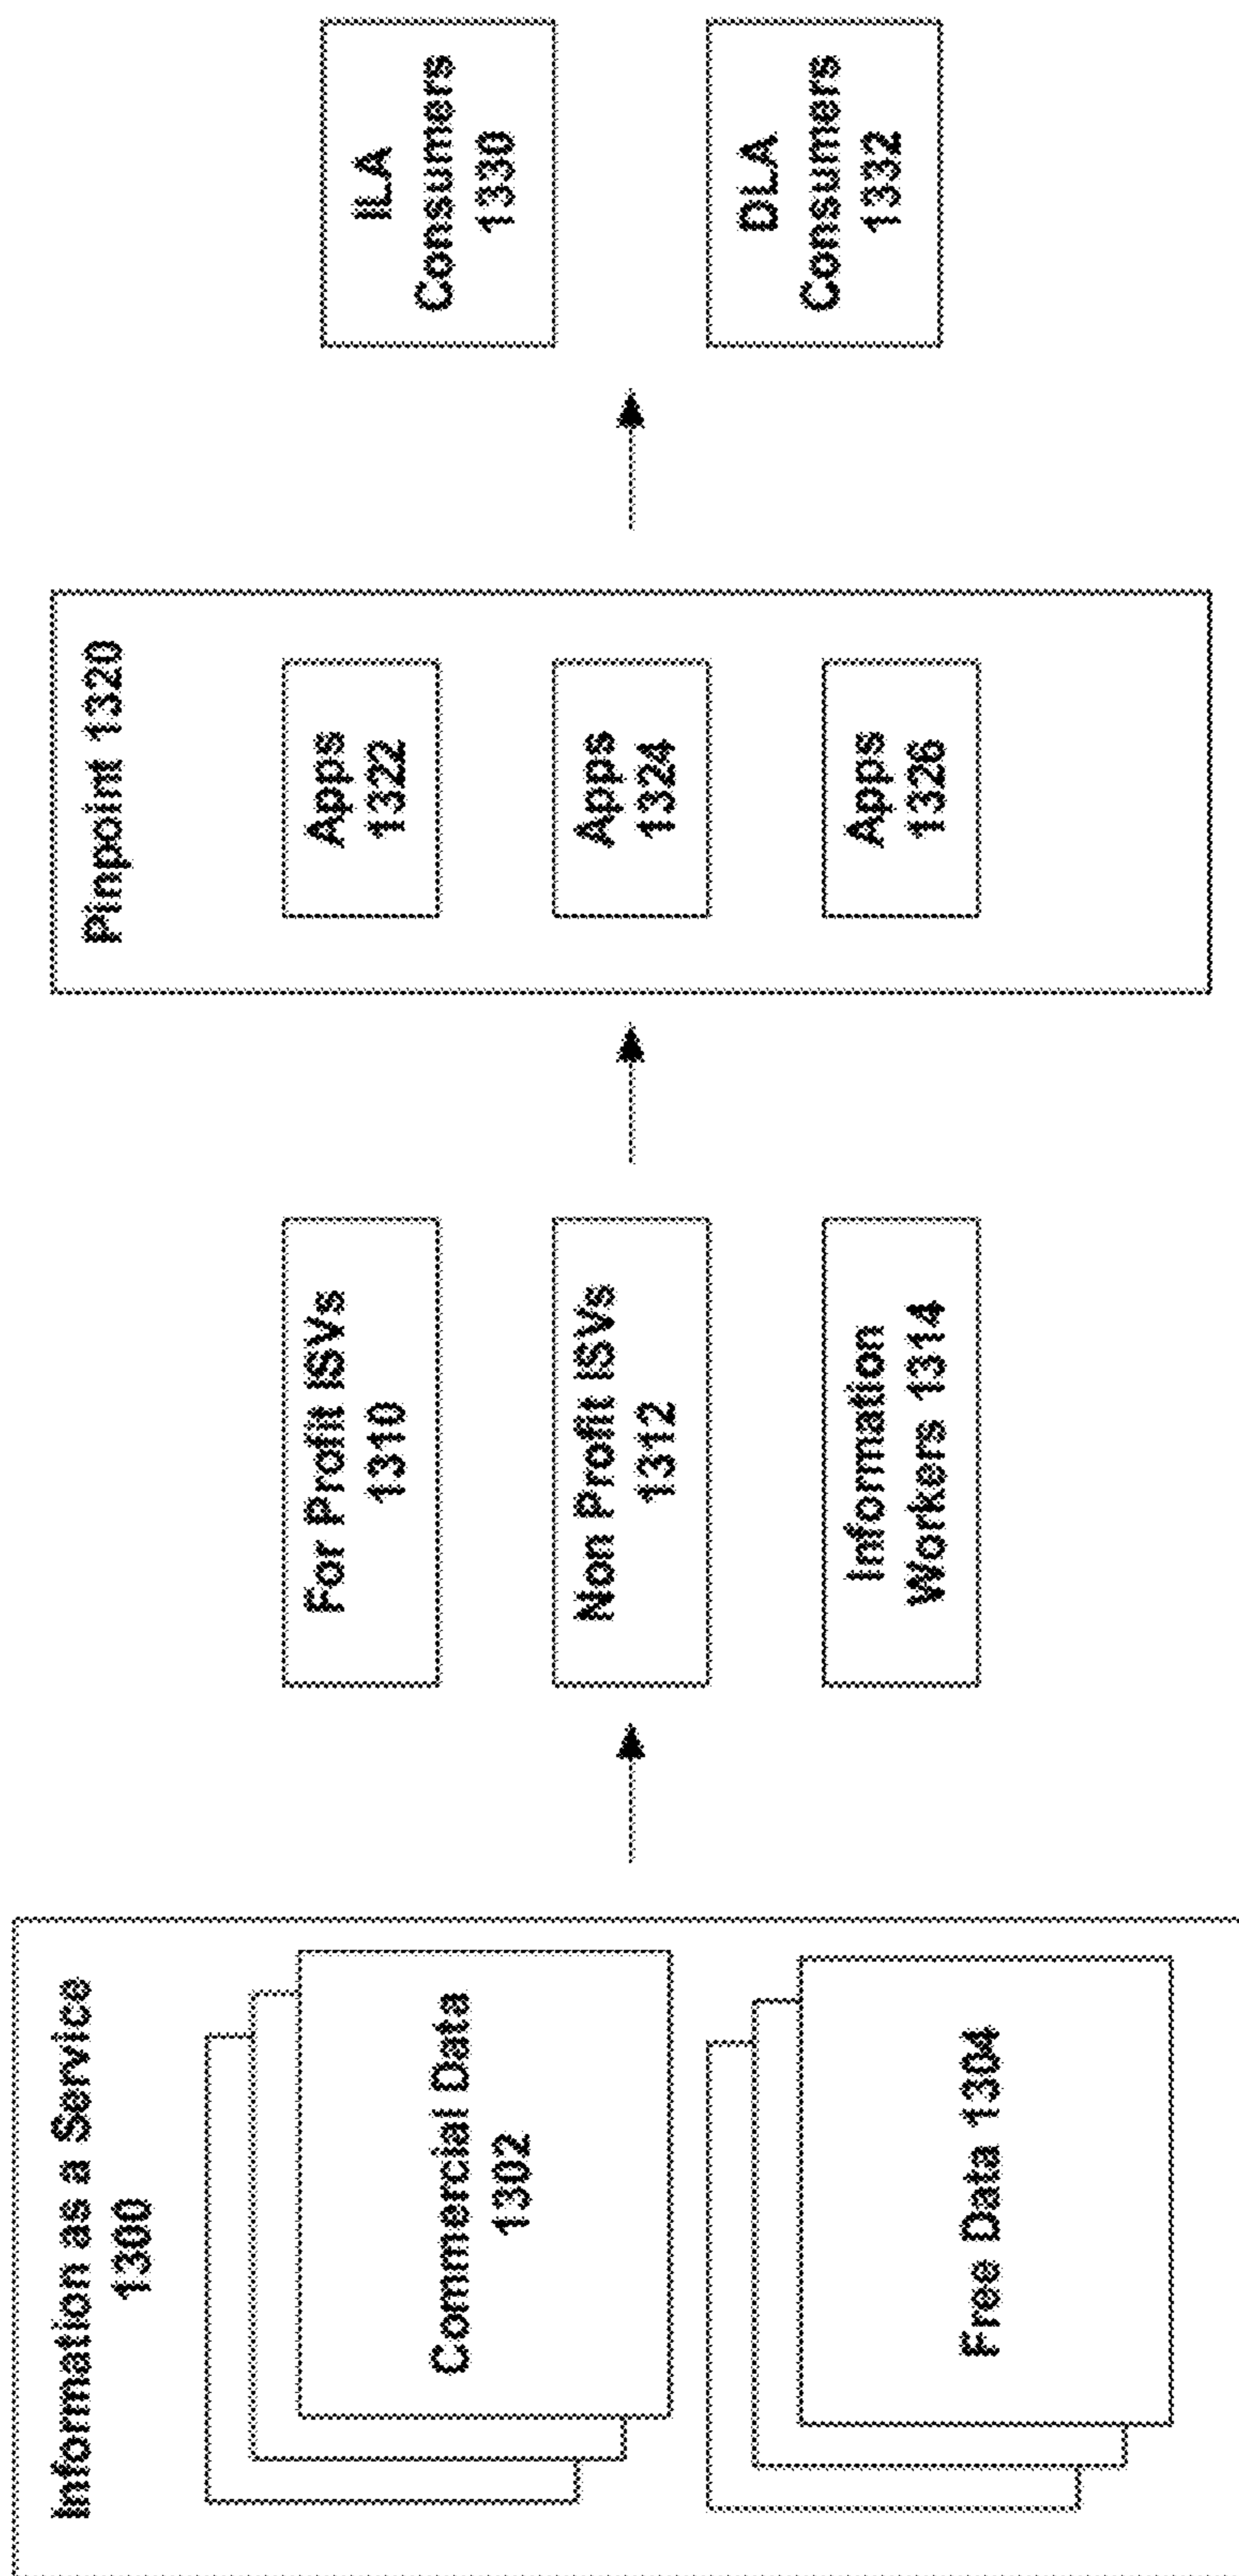 Information as a Service
1300
Commercial Data
1302
Free Data 1304
For Profit ISVs
1310
Non Profit ISVs
1312
Information
Workers 1314
Pinpoint 1320
Apps
1322
Apps
1324
Apps
1326
ILA
Consumers
1330
DLA
Consumers
1332